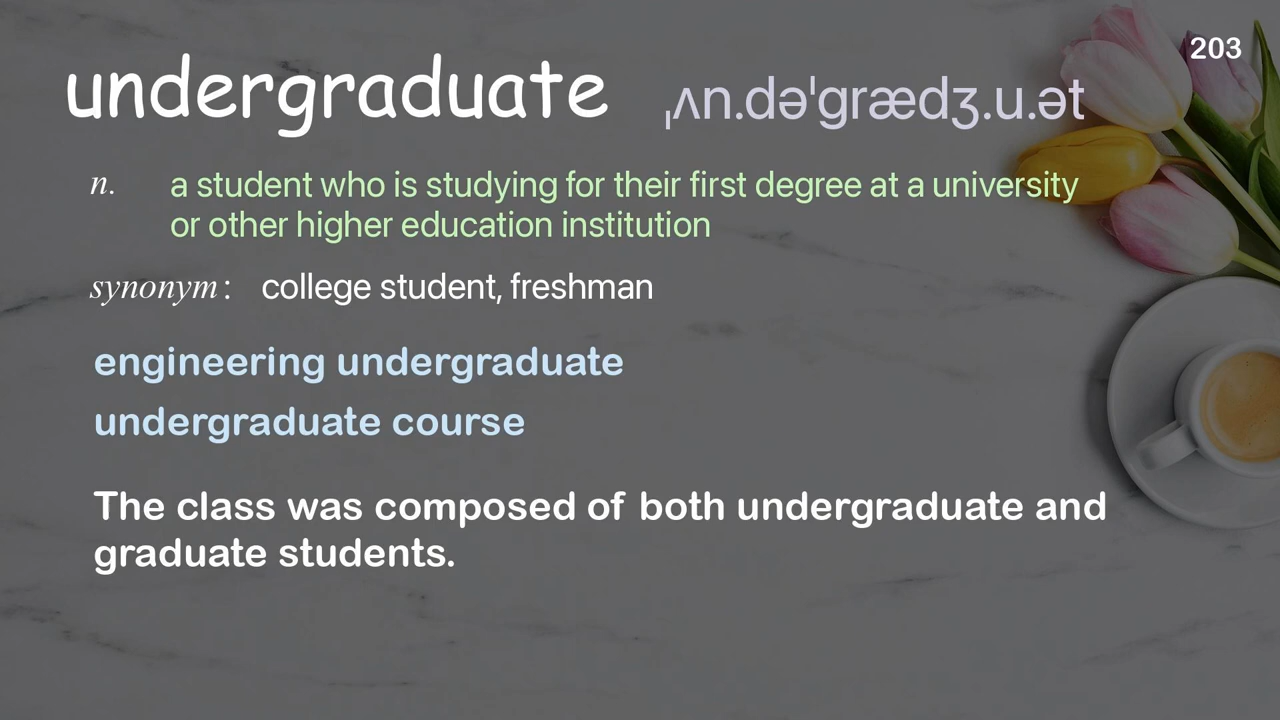 203
undergraduate ˌʌn.dəˈɡrædʒ.u.ət
n. a student who is studying for their first degree at a university
or other higher education institution
synonym : college student, freshman
engineering undergraduate
undergraduate course
The class was composed of both undergraduate and
graduate students.